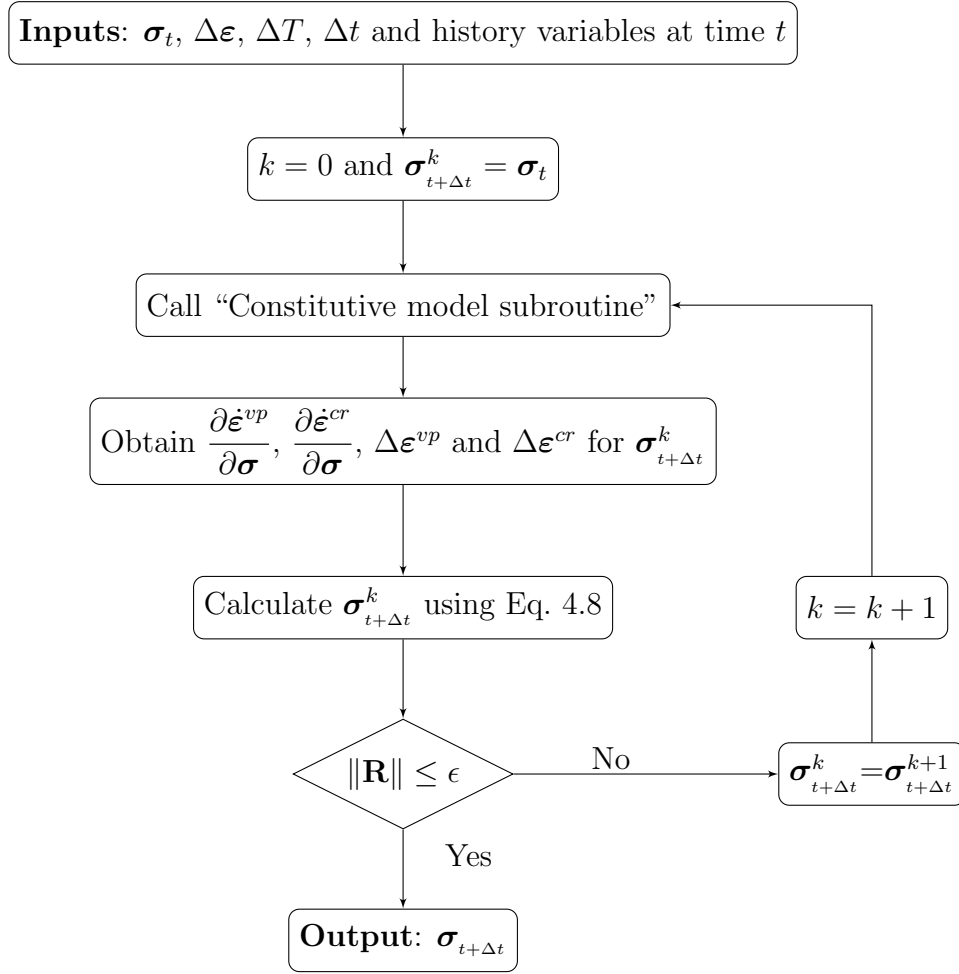 Inputs: σ_t, Δε, ΔT, Δt and history variables at time t
k = 0 and σ^k_{t+Δt} = σ_t
Call “Constitutive model subroutine”
Obtain ∂ε̇^{vp}/∂σ, ∂ε̇^{cr}/∂σ, Δε^{vp} and Δε^{cr} for σ^k_{t+Δt}
Calculate σ^k_{t+Δt} using Eq. 4.8
k = k + 1
‖R‖ ≤ ϵ
No
σ^k_{t+Δt}=σ^{k+1}_{t+Δt}
Yes
Output: σ_{t+Δt}